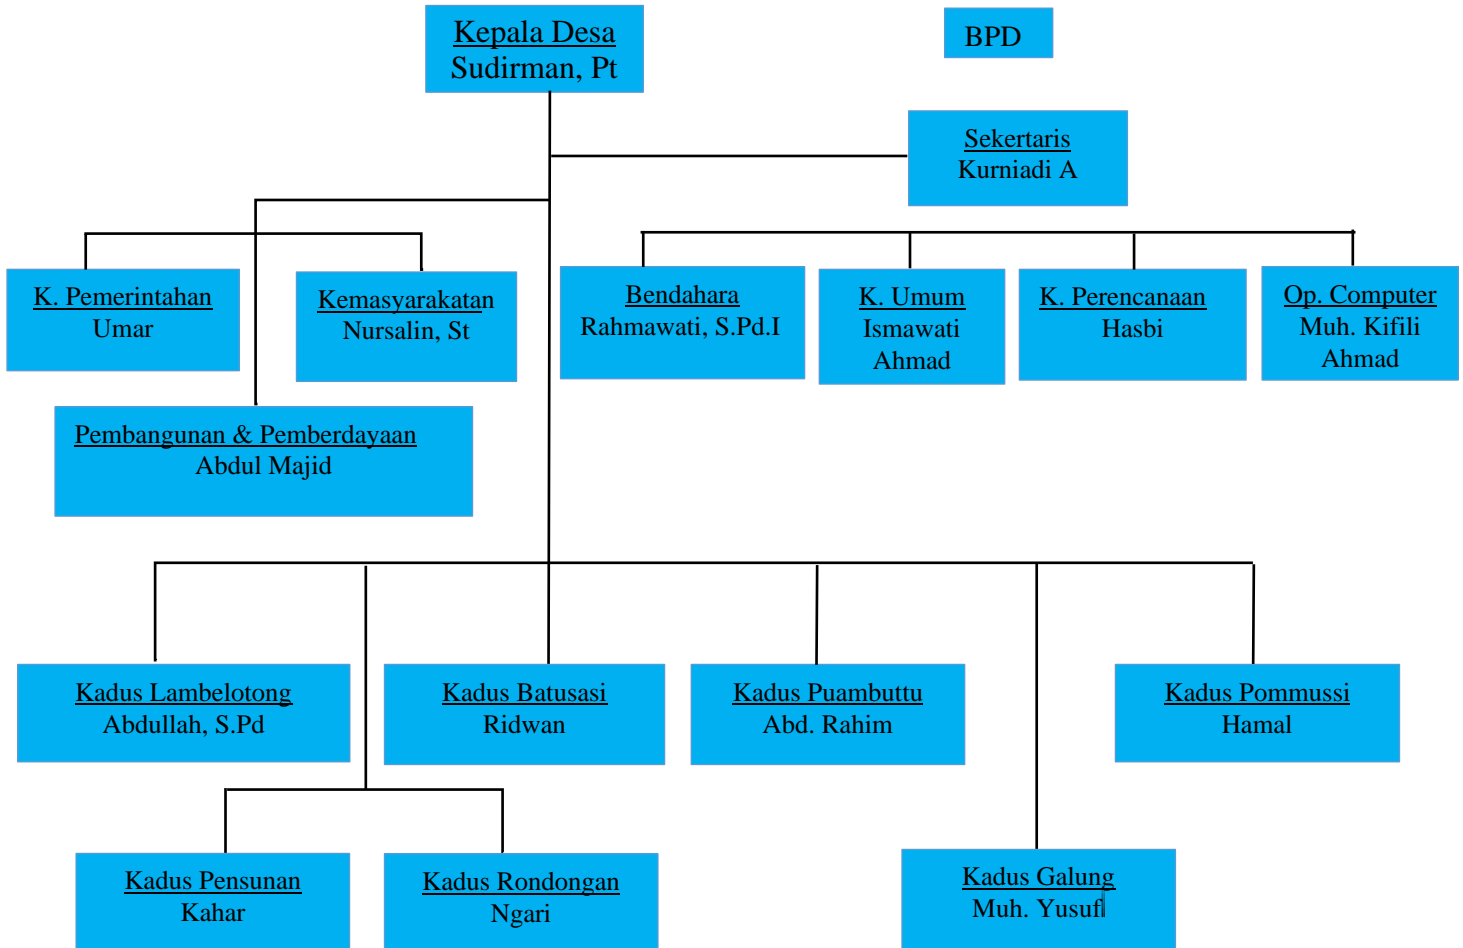 Kepala Desa
Sudirman, Pt
BPD
Sekertaris
Kurniadi A
K. Pemerintahan
Umar
Kemasyarakatan
Nursalin, St
Bendahara
Rahmawati, S.Pd.I
K. Umum
Ismawati
Ahmad
K. Perencanaan
Hasbi
Op. Computer
Muh. Kifili
Ahmad
Pembangunan & Pemberdayaan
Abdul Majid
Kadus Lambelotong
Abdullah, S.Pd
Kadus Batusasi
Ridwan
Kadus Puambuttu
Abd. Rahim
Kadus Pommussi
Hamal
Kadus Pensunan
Kahar
Kadus Rondongan
Ngari
Kadus Galung
Muh. Yusuf